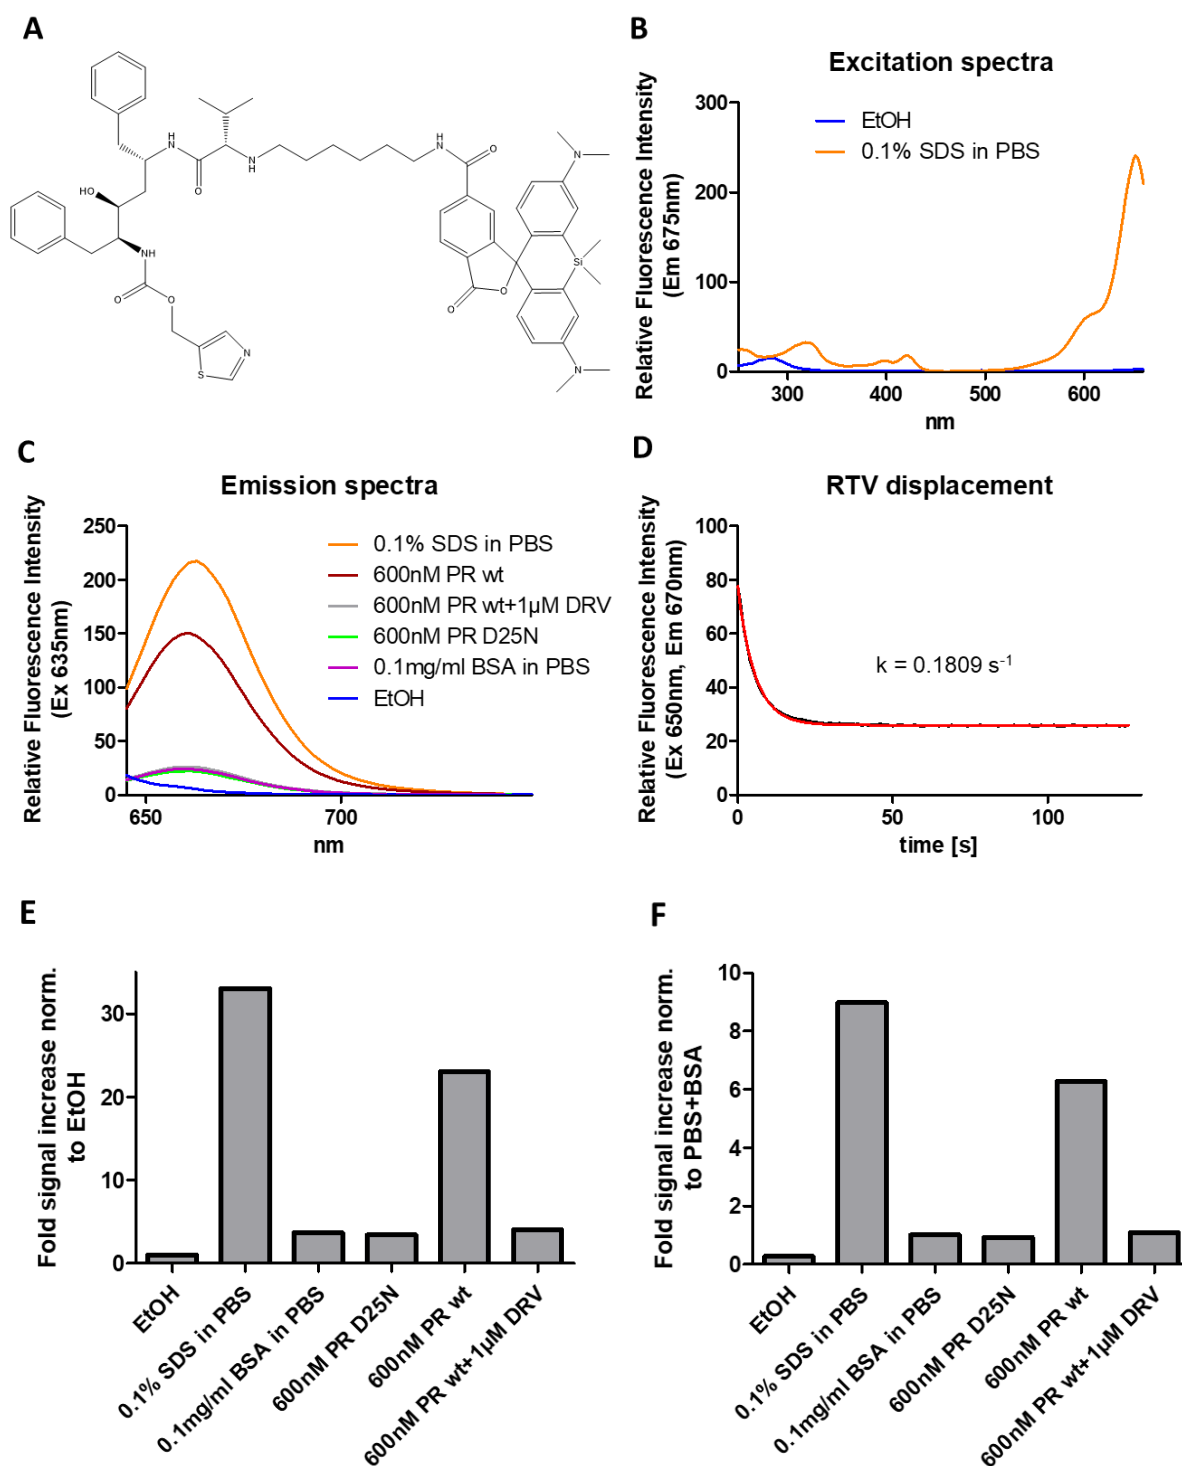 A
HO
O
H
N
N
H
NH
O
O
S
N
H
N
O
N
Si
O
O
N
B
Excitation spectra
Relative Fluorescence Intensity
(Em 675nm)
300
200
100
0
EtOH
0.1% SDS in PBS
300
400
500
600
nm
C
Emission spectra
Relative Fluorescence Intensity
(Ex 635nm)
250
200
150
100
50
0
0.1% SDS in PBS
600nM PR wt
600nM PR wt+1µM DRV
600nM PR D25N
0.1mg/ml BSA in PBS
EtOH
650
700
nm
D
RTV displacement
Relative Fluorescence Intensity
(Ex 650nm, Em 670nm)
100
80
60
40
20
0
k = 0.1809 s-1
0
50
100
time [s]
E
Fold signal increase norm.
to EtOH
30
20
10
0
EtOH
0.1% SDS in PBS
0.1mg/ml BSA in PBS
600nM PR D25N
600nM PR wt
600nM PR wt+1µM DRV
F
Fold signal increase norm.
to PBS+BSA
10
8
6
4
2
0
EtOH
0.1% SDS in PBS
0.1mg/ml BSA in PBS
600nM PR D25N
600nM PR wt
600nM PR wt+1µM DRV